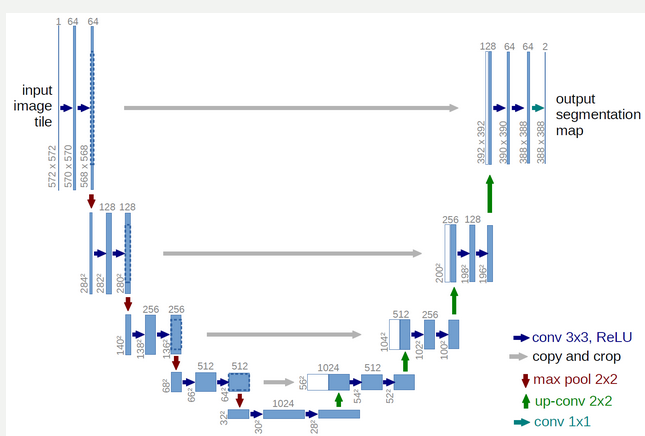 1 64 64
128 64 64 2
input
image
tile
output
segmentation
map
572 x 572
570 x 570
568 x 568
392 x 392
390 x 390
388 x 388
388 x 388
128 128
256 128
284²
282²
280²
200²
198²
196²
256 256
512 256
140²
138²
136²
104²
102²
100²
512 512
1024 512
68²
66²
64²
56²
54²
52²
1024
32²
30²
28²
conv 3x3, ReLU
copy and crop
max pool 2x2
up-conv 2x2
conv 1x1